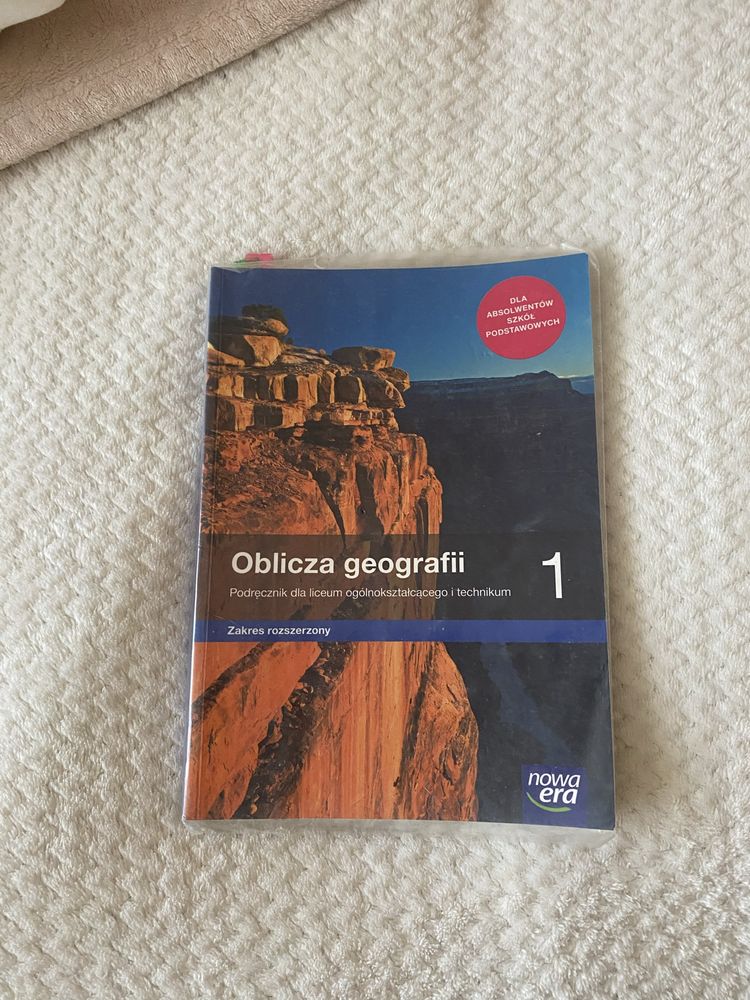 DLA
ABSOLWENTÓW
SZKÓŁ
PODSTAWOWYCH
Oblicza geografii
1
Podręcznik dla liceum ogólnokształcącego i technikum
Zakres rozszerzony
nowa
era